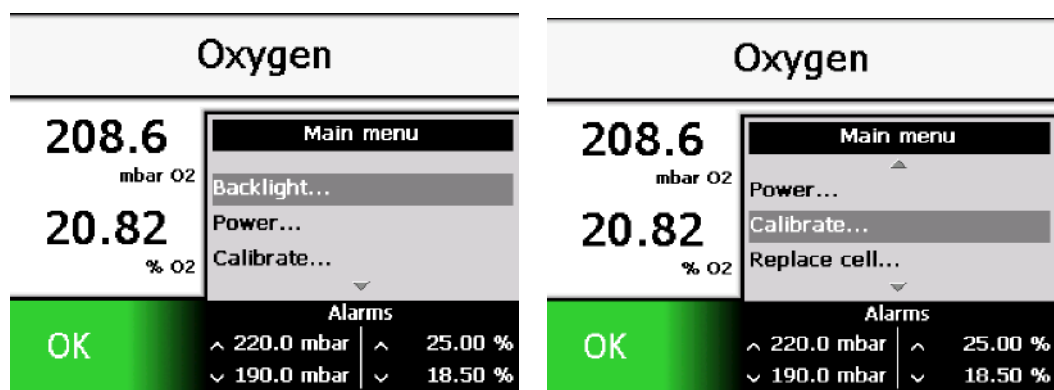 Oxygen
208.6
mbar O2
20.82
% O2
Main menu
Backlight...
Power...
Calibrate...
OK
Alarms
220.0 mbar 25.00 %
190.0 mbar 18.50 %
Oxygen
208.6
mbar O2
20.82
% O2
Main menu
Power...
Calibrate...
Replace cell...
OK
Alarms
220.0 mbar 25.00 %
190.0 mbar 18.50 %